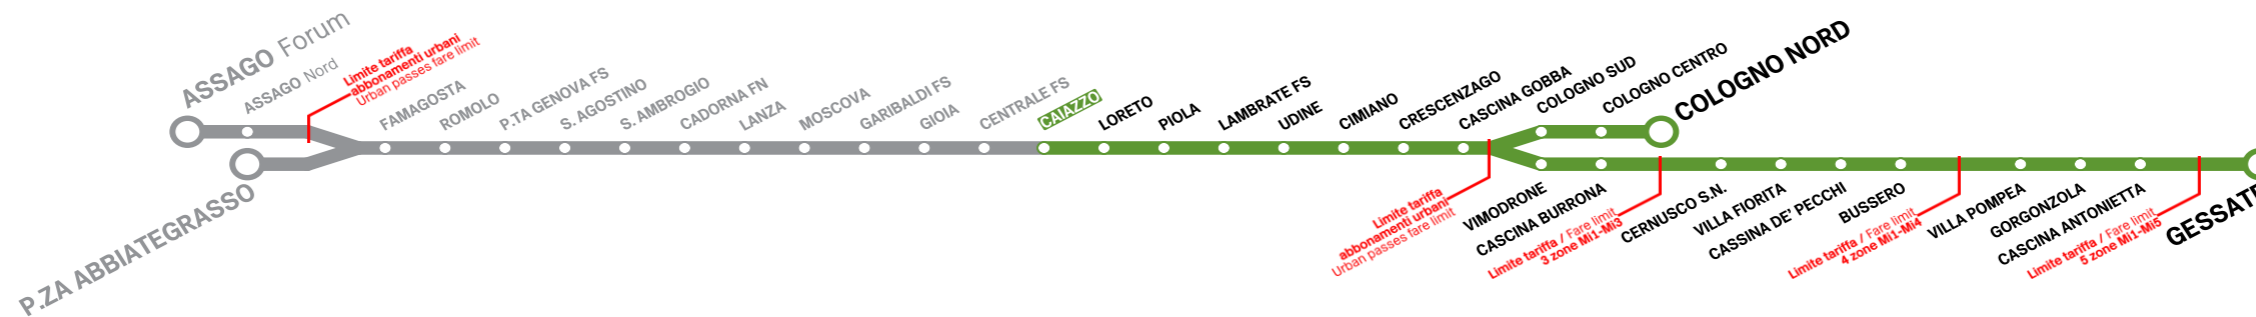 ASSAGO Forum
ASSAGO Nord
Limite tariffa
abbonamenti urbani
Urban passes fare limit
FAMAGOSTA
ROMOLO
P.TA GENOVA FS
S. AGOSTINO
S. AMBROGIO
CADORNA FN
LANZA
MOSCOVA
GARIBALDI FS
GIOIA
CENTRALE FS
CAIAZZO
LORETO
PIOLA
LAMBRATE FS
UDINE
CIMIANO
CRESCENZAGO
CASCINA GOBBA
COLOGNO SUD
COLOGNO CENTRO
COLOGNO NORD
P.ZA ABBIATEGRASSO
Limite tariffa
abbonamenti urbani
Urban passes fare limit
VIMODRONE
CASCINA BURRONA
Limite tariffa / Fare limit
3 zone Mi1-Mi3
CERNUSCO S.N.
VILLA FIORITA
CASSINA DE' PECCHI
BUSSERO
Limite tariffa / Fare limit
4 zone Mi1-Mi4
VILLA POMPEA
GORGONZOLA
CASCINA ANTONIETTA
Limite tariffa / Fare limit
5 zone Mi1-Mi5
GESSATE